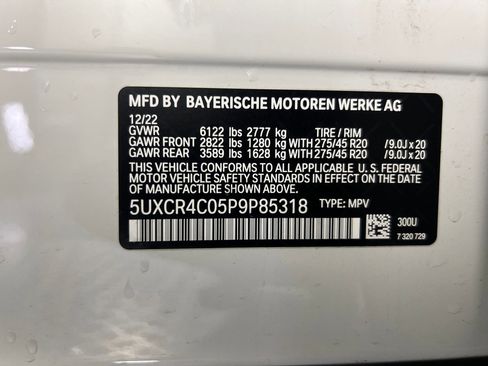 MFD BY BAYERISCHE MOTOREN WERKE AG
12/22
GVWR 6122 lbs 2777 kg TIRE / RIM
GAWR FRONT 2822 lbs 1280 kg WITH 275/45 R20 /9.0J x 20
GAWR REAR 3589 lbs 1628 kg WITH 275/45 R20 /9.0J x 20
THIS VEHICLE CONFORMS TO ALL APPLICABLE U. S. FEDERAL
MOTOR VEHICLE SAFETY STANDARDS IN EFFECT ON THE DATE
OF MANUFACTURE SHOWN ABOVE.
5UXCR4C05P9P85318 TYPE: MPV
300U
7 320 729